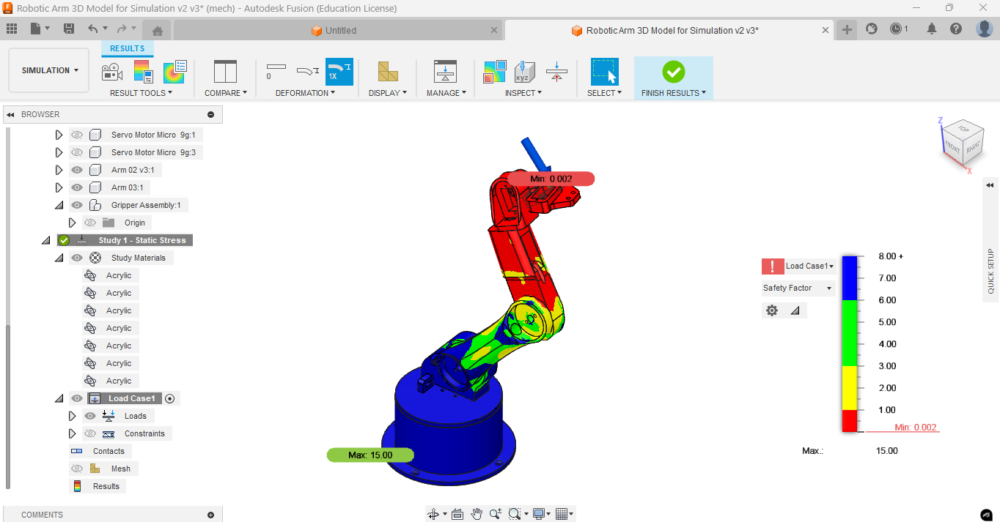 Robotic Arm 3D Model for Simulation v2 v3* (mech) - Autodesk Fusion (Education License)
Untitled
Robotic Arm 3D Model for Simulation v2 v3*
1
RESULTS
SIMULATION
0
1X
xyz
RESULT TOOLS
COMPARE
DEFORMATION
DISPLAY
MANAGE
INSPECT
SELECT
FINISH RESULTS
BROWSER
Servo Motor Micro 9g:1
Servo Motor Micro 9g:3
Arm 02 v3:1
Arm 03:1
Gripper Assembly:1
Origin
Study 1 - Static Stress
Study Materials
Acrylic
Acrylic
Acrylic
Acrylic
Acrylic
Acrylic
Acrylic
Load Case1
Loads
Constraints
Contacts
Mesh
Results
COMMENTS
Min: 0.002
Max: 15.00
Z
TOP
FRONT
RIGHT
X
QUICK SETUP
Load Case1
Safety Factor
8.00 +
7.00
6.00
5.00
4.00
3.00
2.00
1.00
Min: 0.002
Max.: 15.00